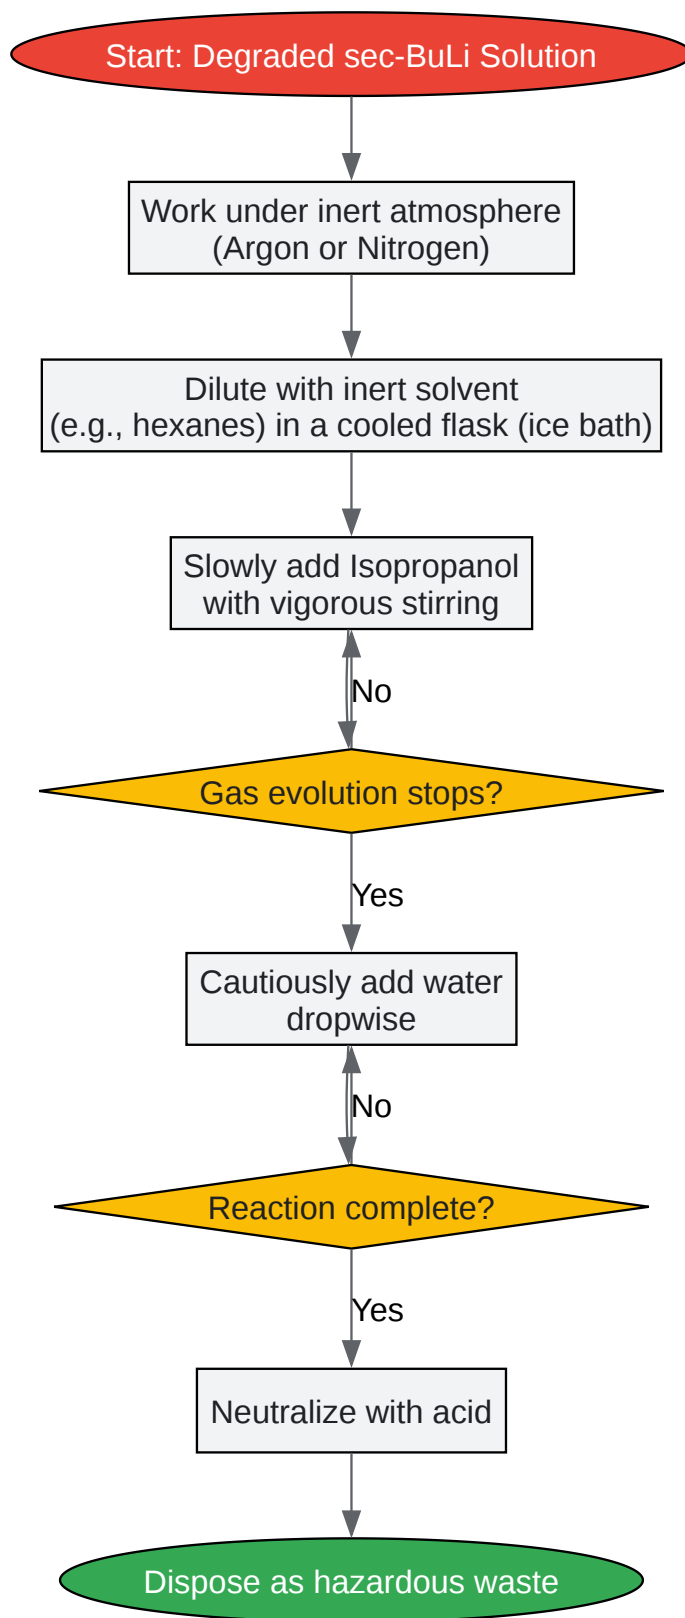 Start: Degraded sec-BuLi Solution
Work under inert atmosphere
(Argon or Nitrogen)
Dilute with inert solvent
(e.g., hexanes) in a cooled flask (ice bath)
Slowly add Isopropanol
with vigorous stirring
No
Gas evolution stops?
Yes
Cautiously add water
dropwise
No
Reaction complete?
Yes
Neutralize with acid
Dispose as hazardous waste